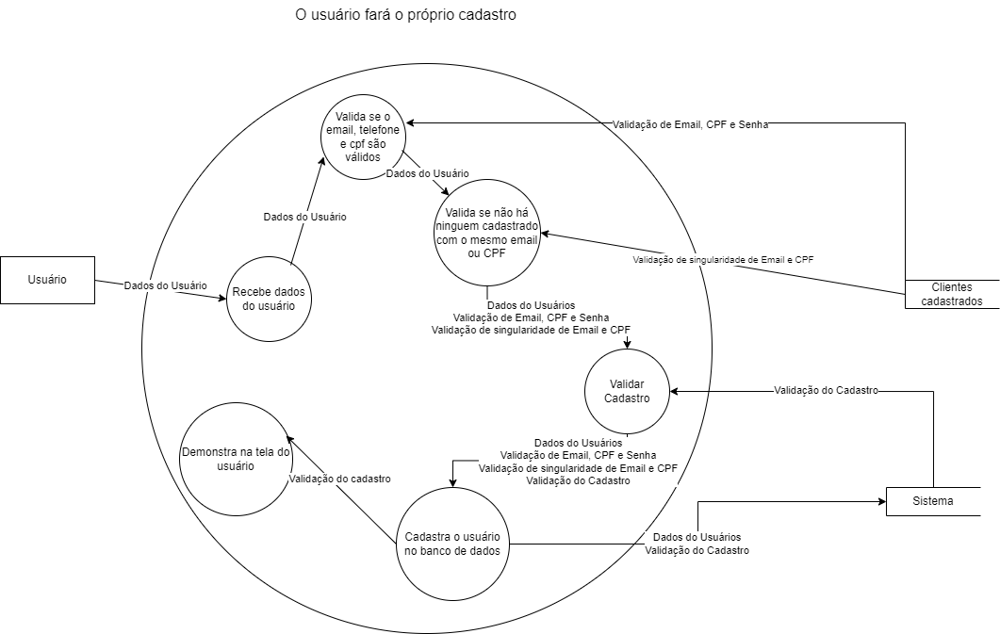 O usuário fará o próprio cadastro
Valida se o
email, telefone
e cpf são
válidos
Validação de Email, CPF e Senha
Dados do Usuário
Dados do Usuário
Valida se não há
ninguem cadastrado
com o mesmo email
ou CPF
Validação de singularidade de Email e CPF
Usuário
Dados do Usuário
Recebe dados
do usuário
Clientes
cadastrados
Dados do Usuários
Validação de Email, CPF e Senha
Validação de singularidade de Email e CPF
Validar
Cadastro
Validação do Cadastro
Dados do Usuários
Validação de Email, CPF e Senha
Validação de singularidade de Email e CPF
Validação do Cadastro
Demonstra na tela do
usuário
Validação do cadastro
Sistema
Cadastra o usuário
no banco de dados
Dados do Usuários
Validação do Cadastro